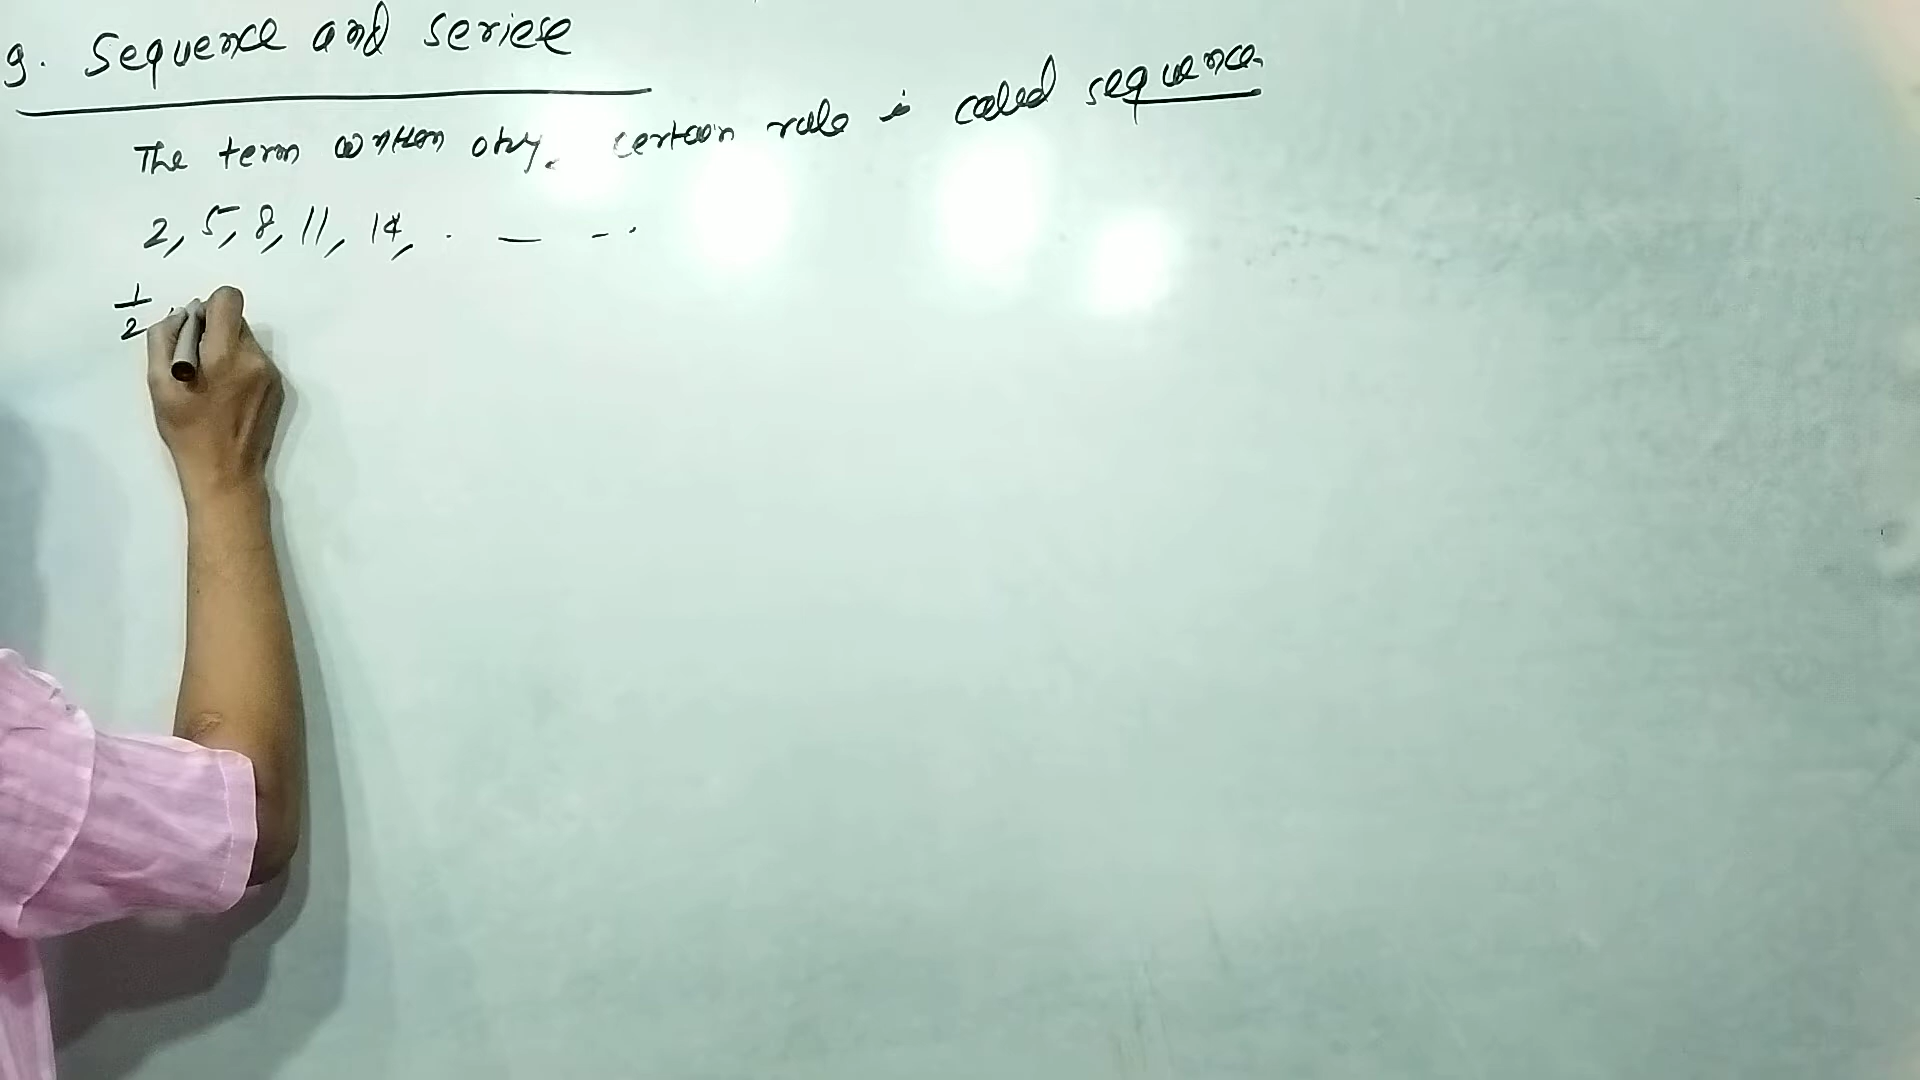 9. Sequence and seriese
The term written obey. certain rule is called sequence.
2, 5, 8, 11, 14, . _ - .
1/2